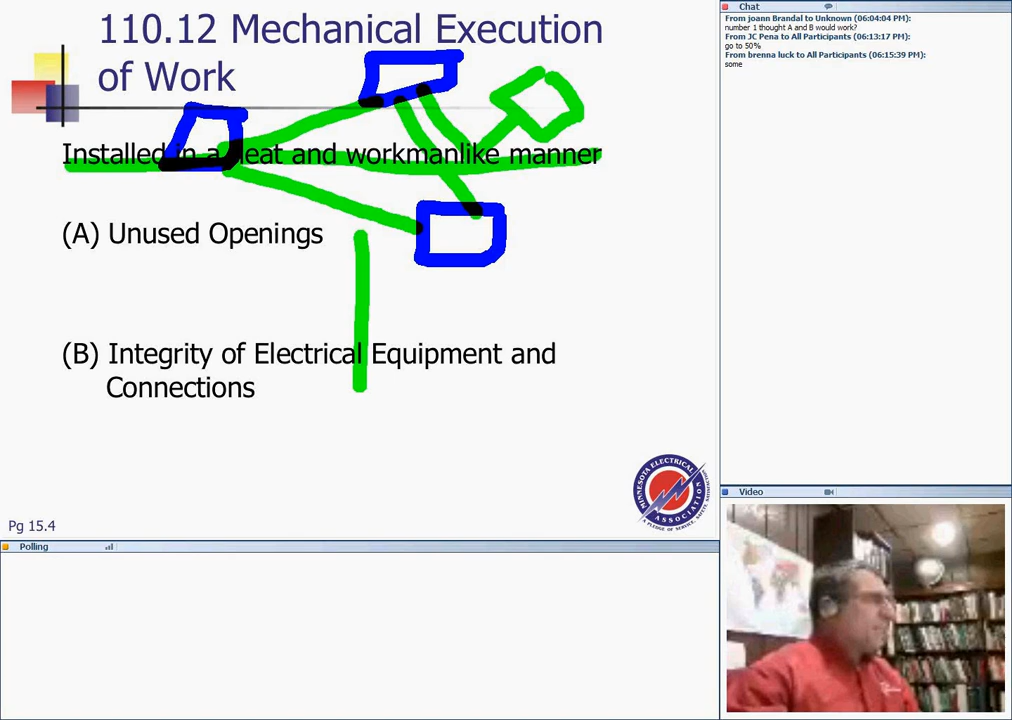 110.12 Mechanical Execution
of Work
Installed in a neat and workmanlike manner
(A) Unused Openings
(B) Integrity of Electrical Equipment and
Connections
MINNESOTA ELECTRICAL
ASSOCIATION
Pg 15.4
Polling
Chat
From joann Brandal to Unknown (06:04:04 PM):
number 1 thought A and B would work?
From JC Pena to All Participants (06:13:17 PM):
go to 50%
From brenna luck to All Participants (06:15:39 PM):
some
Video